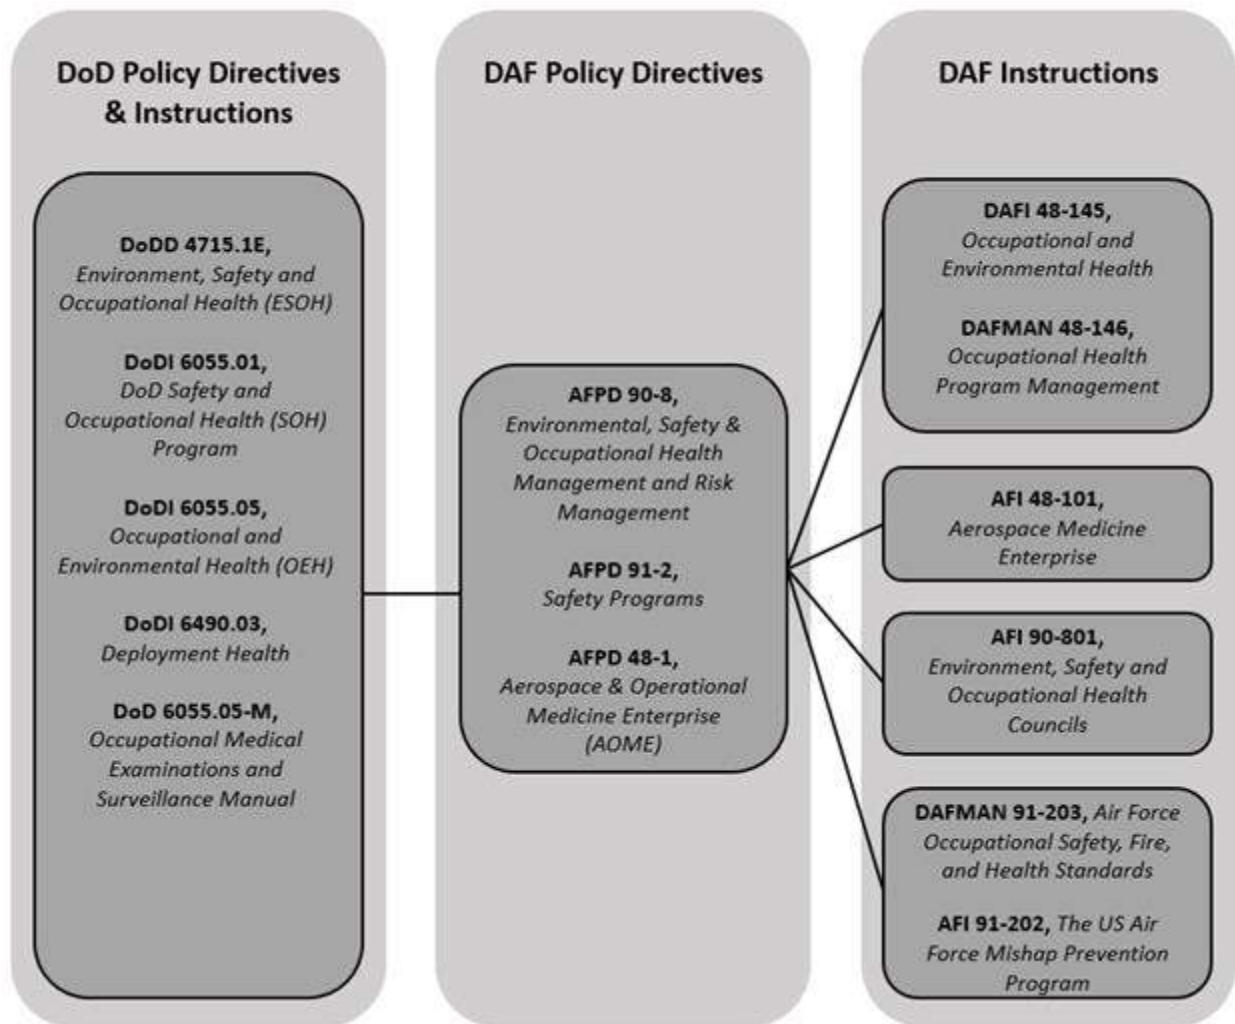 DoD Policy Directives
& Instructions
DoDD 4715.1E,
Environment, Safety and
Occupational Health (ESOH)
DoDI 6055.01,
DoD Safety and
Occupational Health (SOH)
Program
DoDI 6055.05,
Occupational and
Environmental Health (OEH)
DoDI 6490.03,
Deployment Health
DoD 6055.05-M,
Occupational Medical
Examinations and
Surveillance Manual
DAF Policy Directives
AFPD 90-8,
Environmental, Safety &
Occupational Health
Management and Risk
Management
AFPD 91-2,
Safety Programs
AFPD 48-1,
Aerospace & Operational
Medicine Enterprise
(AOME)
DAF Instructions
DAFI 48-145,
Occupational and
Environmental Health
DAFMAN 48-146,
Occupational Health
Program Management
AFI 48-101,
Aerospace Medicine
Enterprise
AFI 90-801,
Environment, Safety and
Occupational Health
Councils
DAFMAN 91-203, Air Force
Occupational Safety, Fire,
and Health Standards
AFI 91-202, The US Air
Force Mishap Prevention
Program